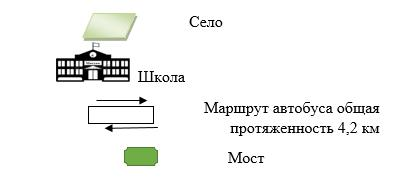 Село
Школа
Маршрут автобуса общая
протяженность 4,2 км
Мост